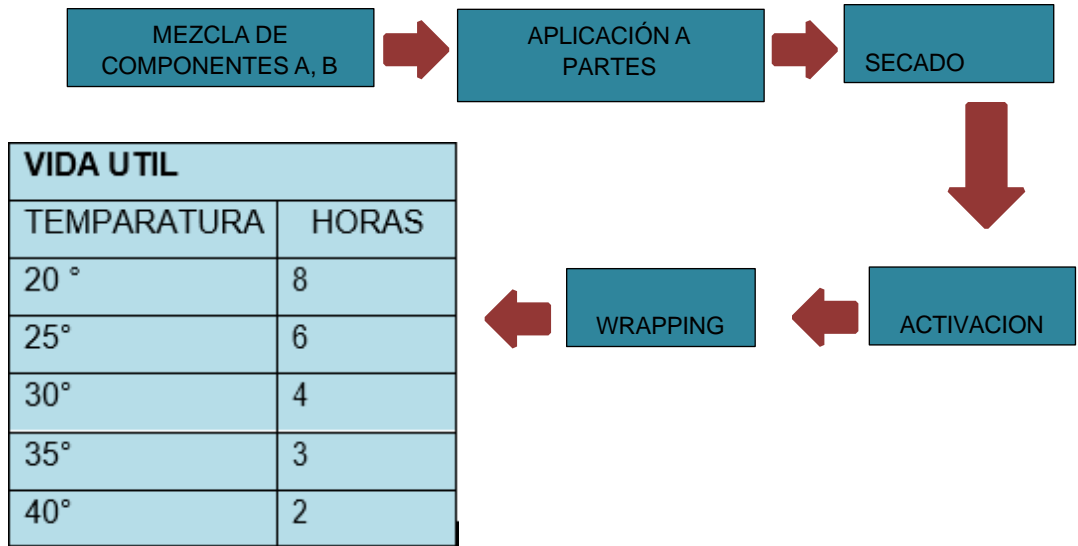 MEZCLA DE
COMPONENTES A, B
APLICACIÓN A
PARTES
SECADO
ACTIVACION
WRAPPING
VIDA UTIL
TEMPARATURA HORAS
20 ° 8
25° 6
30° 4
35° 3
40° 2